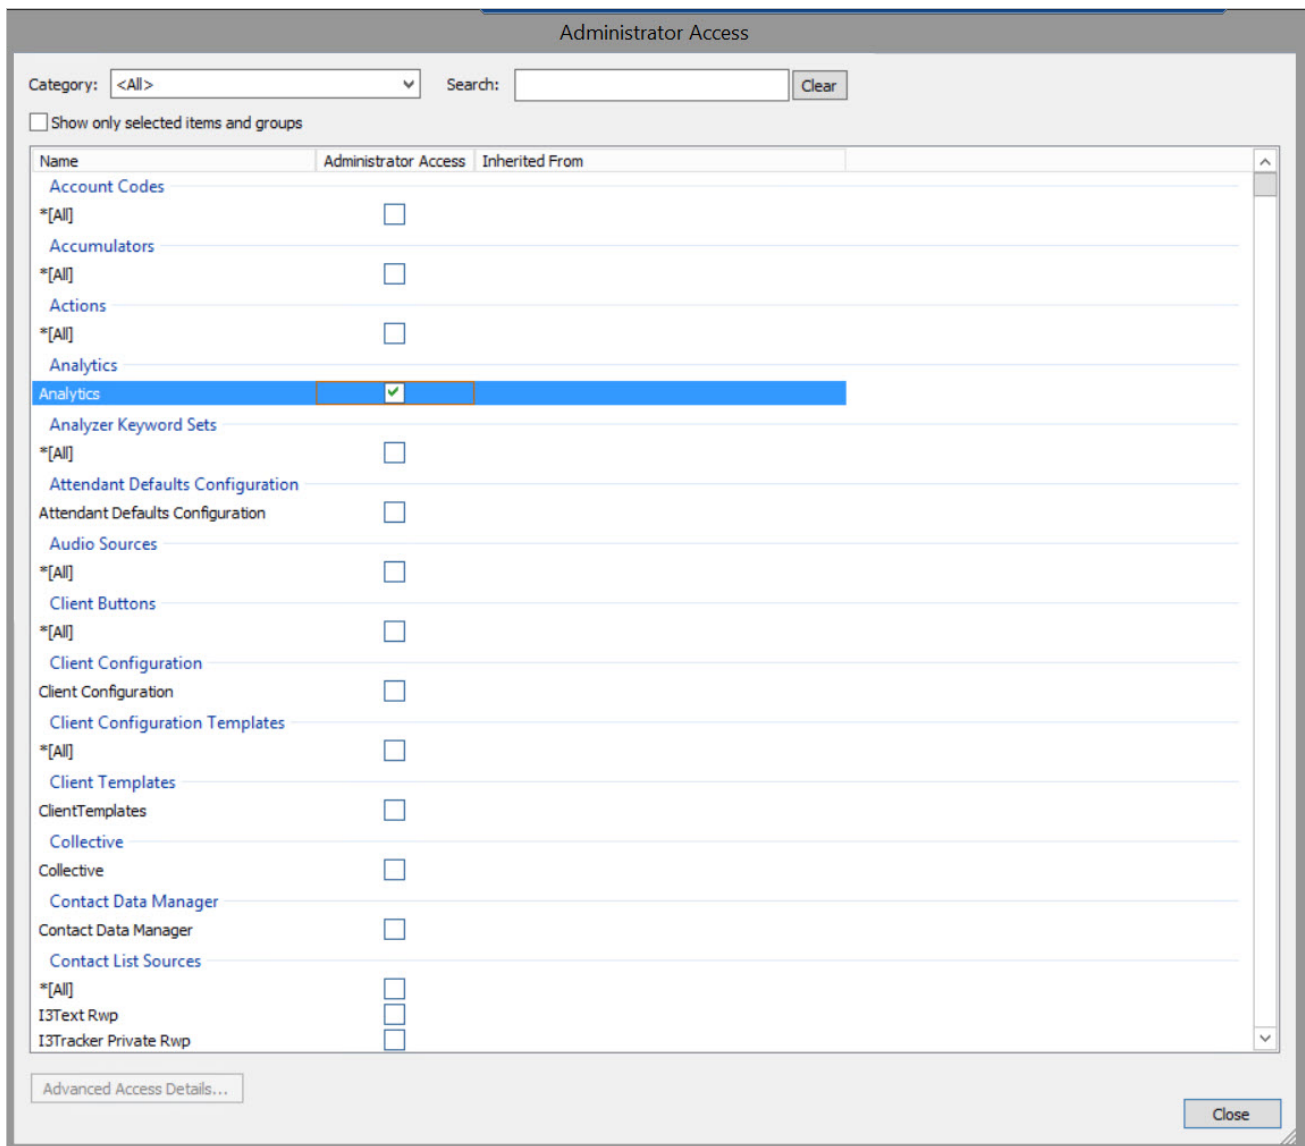 Administrator Access
Category: <All> Search: Clear
Show only selected items and groups
Name Administrator Access Inherited From
Account Codes
*[All]
Accumulators
*[All]
Actions
*[All]
Analytics
Analytics
Analyzer Keyword Sets
*[All]
Attendant Defaults Configuration
Attendant Defaults Configuration
Audio Sources
*[All]
Client Buttons
*[All]
Client Configuration
Client Configuration
Client Configuration Templates
*[All]
Client Templates
ClientTemplates
Collective
Collective
Contact Data Manager
Contact Data Manager
Contact List Sources
*[All]
I3Text Rwp
I3Tracker Private Rwp
Advanced Access Details...
Close